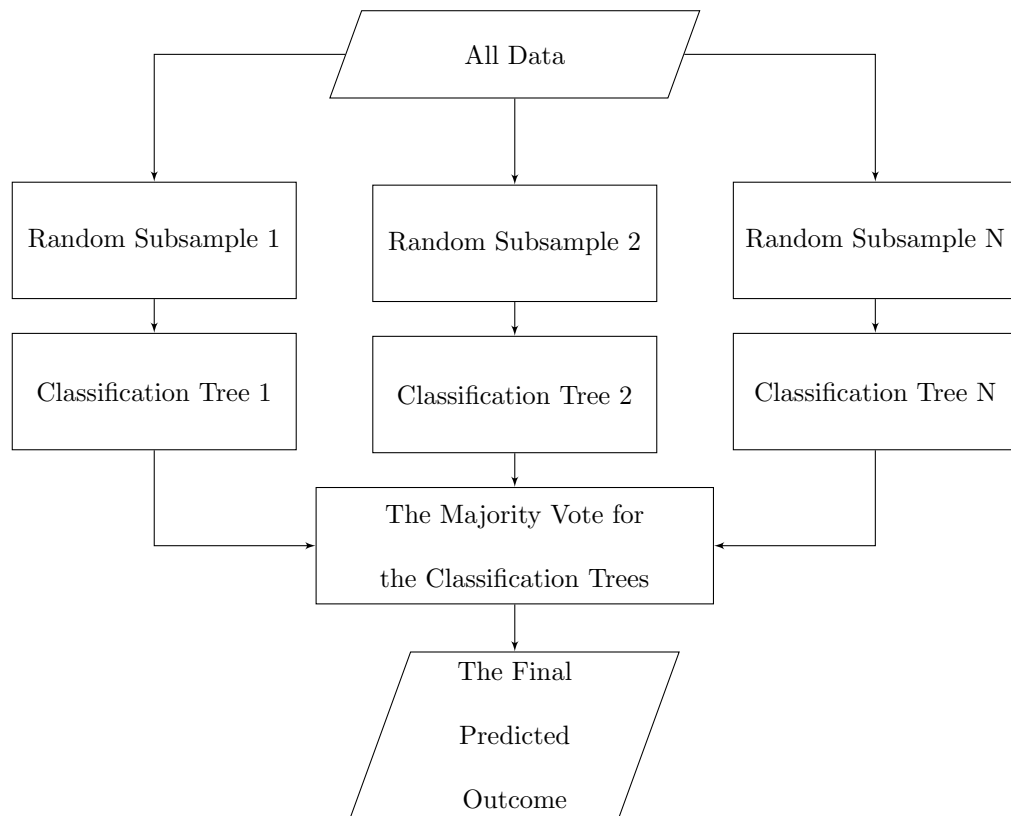 All Data
Random Subsample 1
Random Subsample 2
Random Subsample N
Classification Tree 1
Classification Tree 2
Classification Tree N
The Majority Vote for
the Classification Trees
The Final
Predicted
Outcome